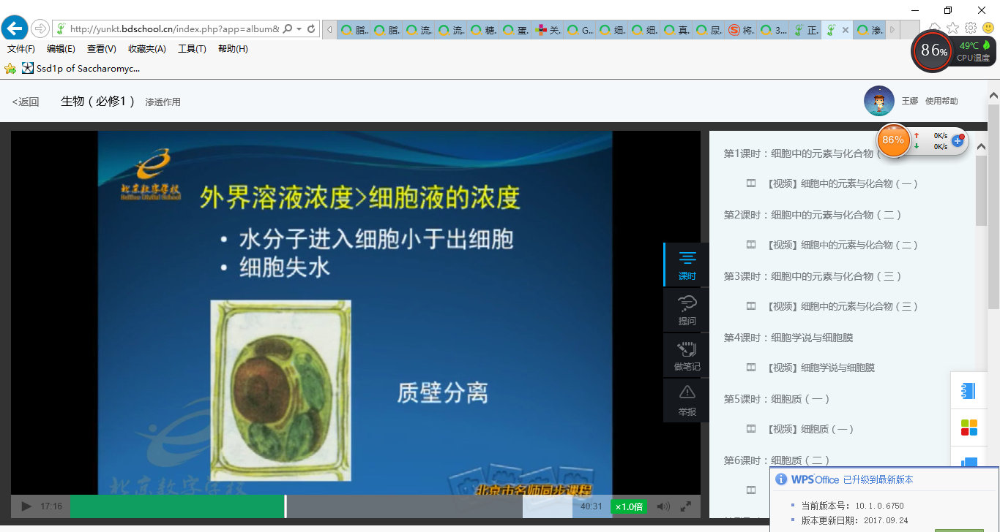 http://yunkt.bdschool.cn/index.php?app=album&
脂.
脂.
流.
流.
糖.
蛋.
关.
G..
细.
细.
真.
尿.
将.
3...
正.
渗.
文件(F) 编辑(E) 查看(V) 收藏夹(A) 工具(T) 帮助(H)
86%
49℃
CPU温度
Ssd1p of Saccharomyc...
<返回 生物（必修1） 渗透作用
王娜 使用帮助
86%
0K/s
0K/s
北京数字学校
Beijing Digital School
外界溶液浓度>细胞液的浓度
• 水分子进入细胞小于出细胞
• 细胞失水
质壁分离
北京数字学校
北京市名师同步课程
17:16
40:31
×1.0倍
课时
提问
做笔记
举报
第1课时：细胞中的元素与化合物
【视频】细胞中的元素与化合物（一）
第2课时：细胞中的元素与化合物（二）
【视频】细胞中的元素与化合物（二）
第3课时：细胞中的元素与化合物（三）
【视频】细胞中的元素与化合物（三）
第4课时：细胞学说与细胞膜
【视频】细胞学说与细胞膜
第5课时：细胞质（一）
【视频】细胞质（一）
第6课时：细胞质（二）
WPS Office 已升级到最新版本
当前版本号：10.1.0.6750
版本更新日期：2017.09.24